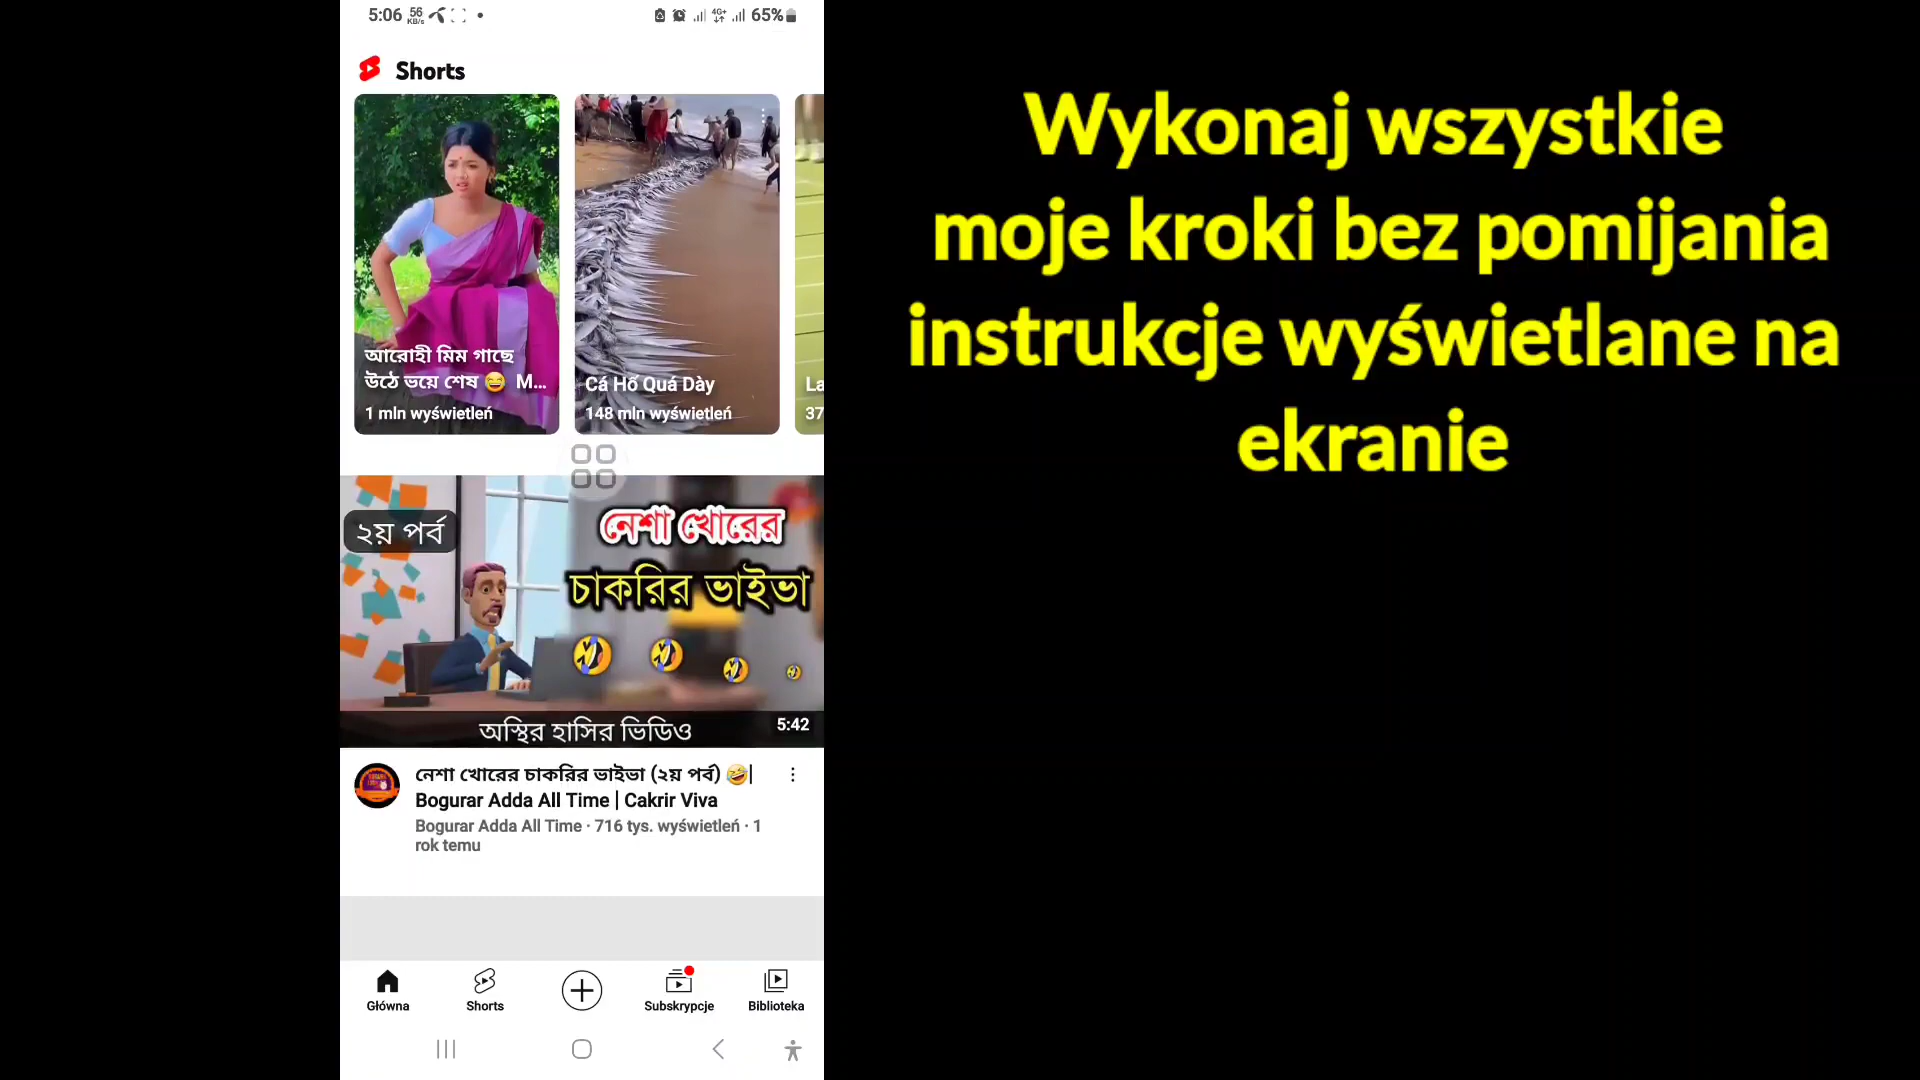 5:06 56 KB/s 4G+ 65%
Shorts
আরোহী মিম গাছে
উঠে ভয়ে শেষ 😅 M...
1 mln wyświetleń
Cá Hố Quá Dày
148 mln wyświetleń
La
37
২য় পর্ব
নেশা খোরের
চাকরির ভাইভা
অস্থির হাসির ভিডিও
5:42
নেশা খোরের চাকরির ভাইভা (২য় পর্ব) 🤣|
Bogurar Adda All Time | Cakrir Viva
Bogurar Adda All Time · 716 tys. wyświetleń · 1
rok temu
Główna
Shorts
Subskrypcje
Biblioteka
Wykonaj wszystkie
moje kroki bez pomijania
instrukcje wyświetlane na
ekranie